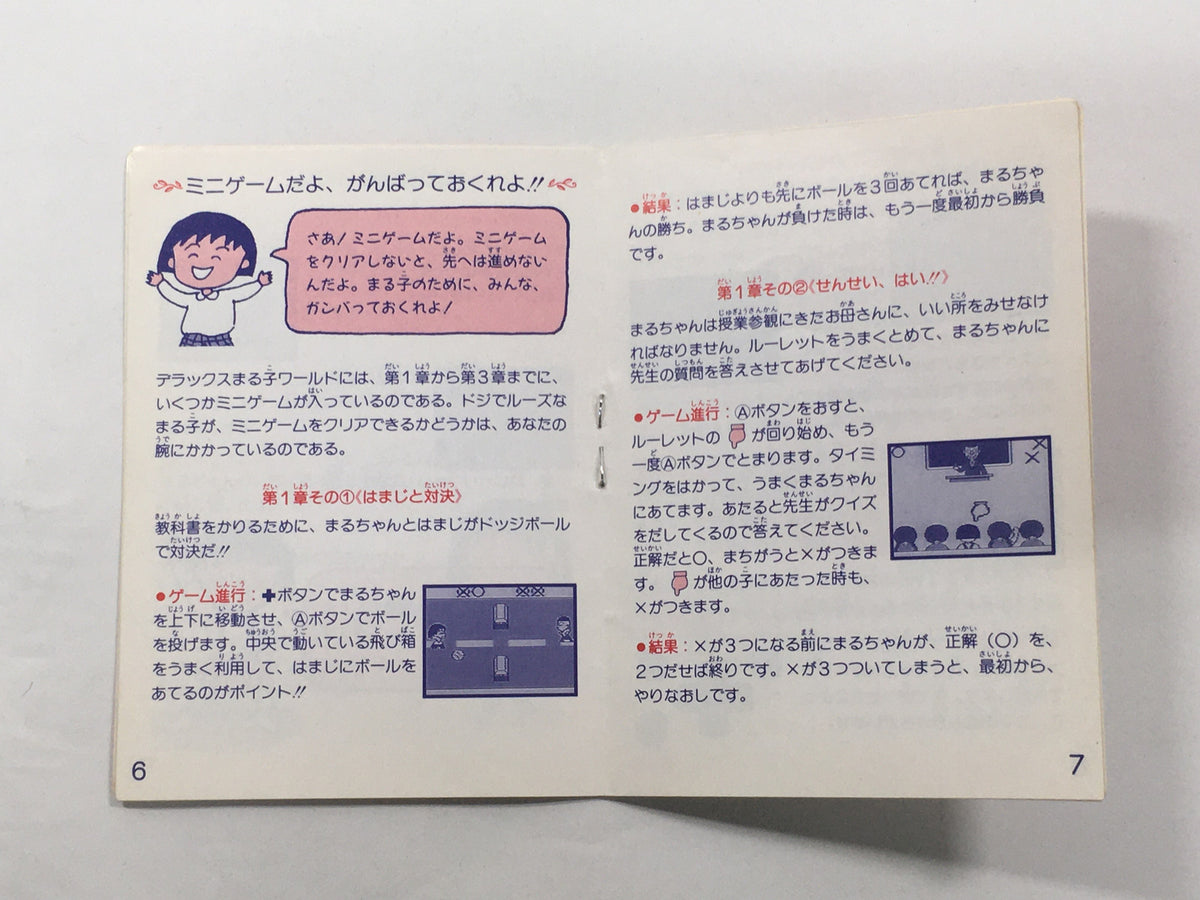 ミニゲームだよ、がんばっておくれよ!!
さあ!ミニゲームだよ。ミニゲーム
をクリアしないと、先へは進めない
んだよ。まる子のために、みんな、
ガンバっておくれよ!
デラックスまる子ワールドには、第1章から第3章までに、
いくつかミニゲームが入っているのである。ドジでルーズな
まる子が、ミニゲームをクリアできるかどうかは、あなたの
腕にかかっているのである。
第1章その①《はまじと対決》
教科書をかりるために、まるちゃんとはまじがドッジボール
で対決だ!!
●ゲーム進行:✚ボタンでまるちゃん
を上下に移動させ、Ⓐボタンでボール
を投げます。中央で動いている飛び箱
をうまく利用して、はまじにボールを
あてるのがポイント!!
6
●結果:はまじよりも先にボールを3回あてれば、まるちゃ
んの勝ち。まるちゃんが負けた時は、もう一度最初から勝負
です。
第1章その②《せんせい、はい!!》
まるちゃんは授業参観にきたお母さんに、いい所をみせなけ
ればなりません。ルーレットをうまくとめて、まるちゃんに
先生の質問を答えさせてあげてください。
●ゲーム進行:Ⓐボタンをおすと、
ルーレットの が回り始め、もう
一度Ⓐボタンでとまります。タイミ
ングをはかって、うまくまるちゃん
にあてます。あたると先生がクイズ
をだしてくるので答えてください。
正解だと○、まちがうと×がつきま
す。 が他の子にあたった時も、
×がつきます。
●結果:×が3つになる前にまるちゃんが、正解(○)を、
2つだせば終りです。×が3つついてしまうと、最初から、
やりなおしです。
7